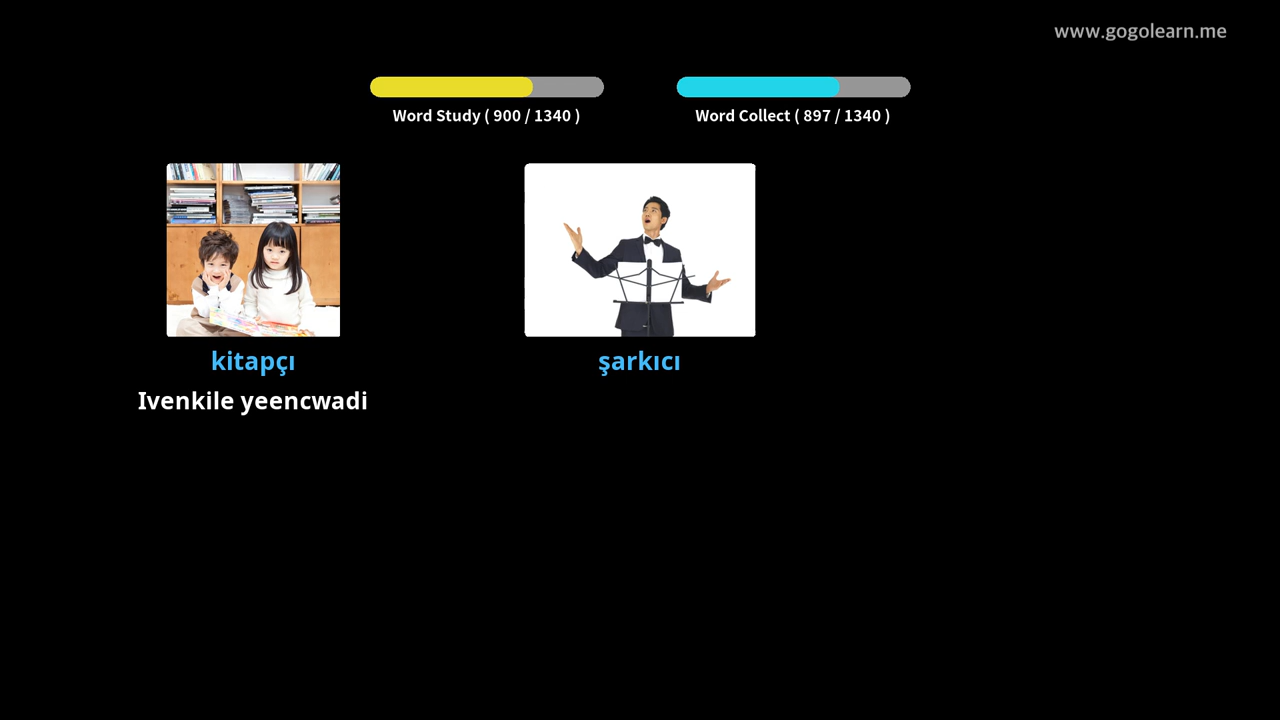 www.gogolearn.me
Word Study ( 900 / 1340 )
Word Collect ( 897 / 1340 )
kitapçı
şarkıcı
Ivenkile yeencwadi